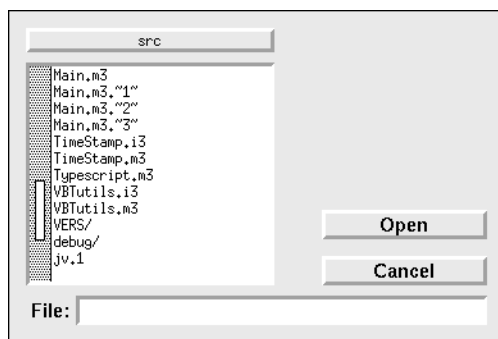 src
Main.m3
Main.m3.~1~
Main.m3.~2~
Main.m3.~3~
TimeStamp.i3
TimeStamp.m3
Typescript.m3
VBTutils.i3
VBTutils.m3
VERS/
debug/
jv.1
Open
Cancel
File: